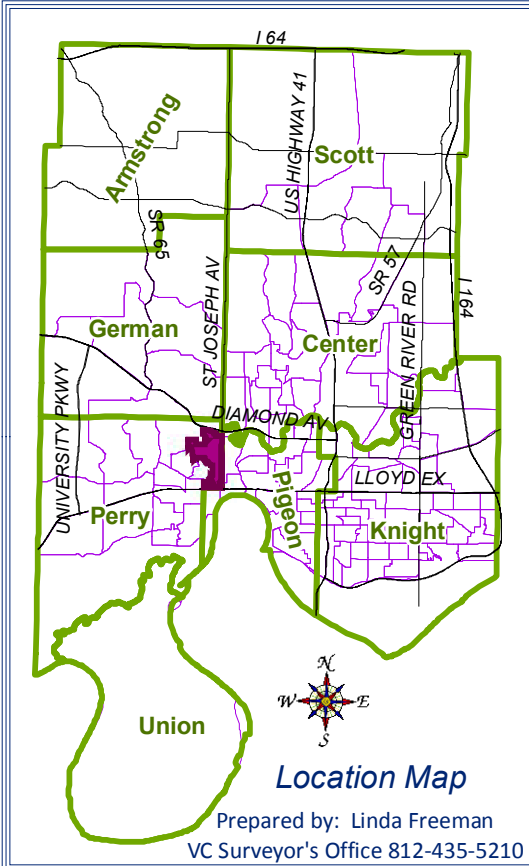 I 64
Armstrong
Scott
US HIGHWAY 41
SR 65
SR 57
I 164
ST JOSEPH AV
GREEN RIVER RD
German
Center
UNIVERSITY PKWY
DIAMOND AV
LLOYD EX
Pigeon
Perry
Knight
Union
N
W
E
S
Location Map
Prepared by: Linda Freeman
VC Surveyor's Office 812-435-5210